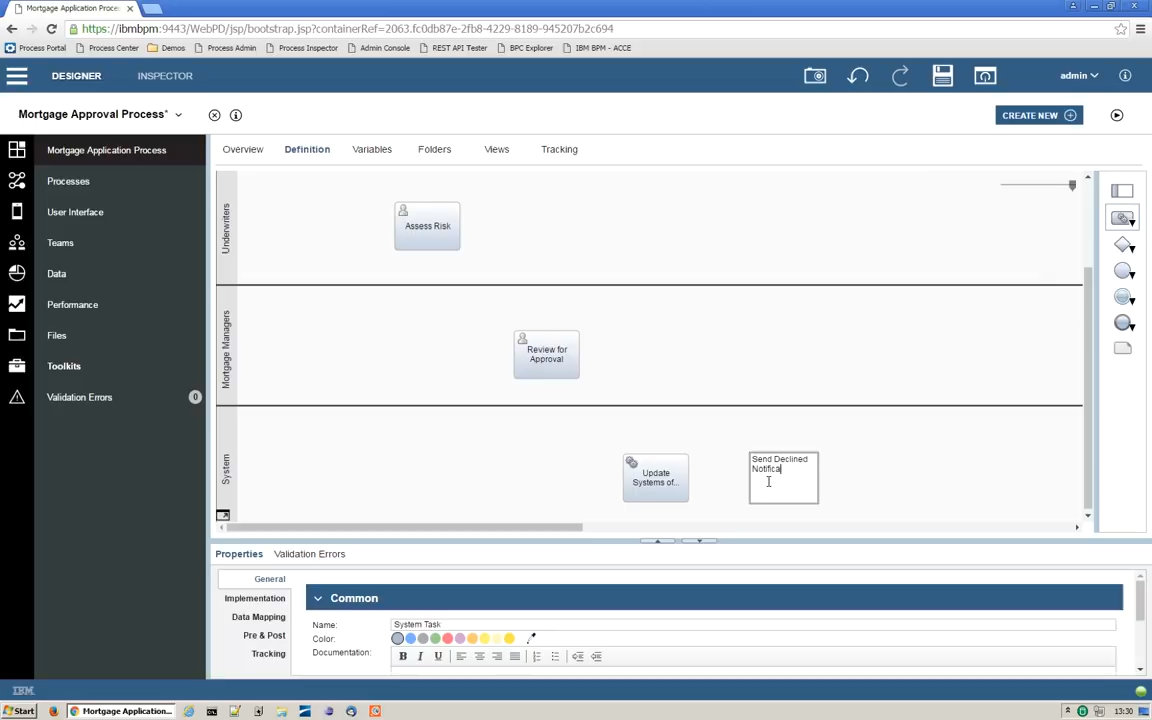 Mortgage Application Proces
https://ibmbpm:9443/WebPD/jsp/bootstrap.jsp?containerRef=2063.fc0db87e-2fb8-4229-8189-945207b2c694
Process Portal Process Center Demos Process Admin Process Inspector Admin Console REST API Tester BPC Explorer IBM BPM - ACCE
DESIGNER INSPECTOR admin
Mortgage Approval Process* CREATE NEW
Mortgage Application Process Overview Definition Variables Folders Views Tracking
Processes
User Interface
Teams
Data
Performance
Files
Toolkits
Validation Errors 0
Underwriters
Assess Risk
Mortgage Managers
Review for
Approval
System
Update
Systems of...
Send Declined
Notifica
Properties Validation Errors
General
Implementation
Data Mapping
Pre & Post
Tracking
Common
Name: System Task
Color:
Documentation: B I U
IBM
Start Mortgage Application... 13:30